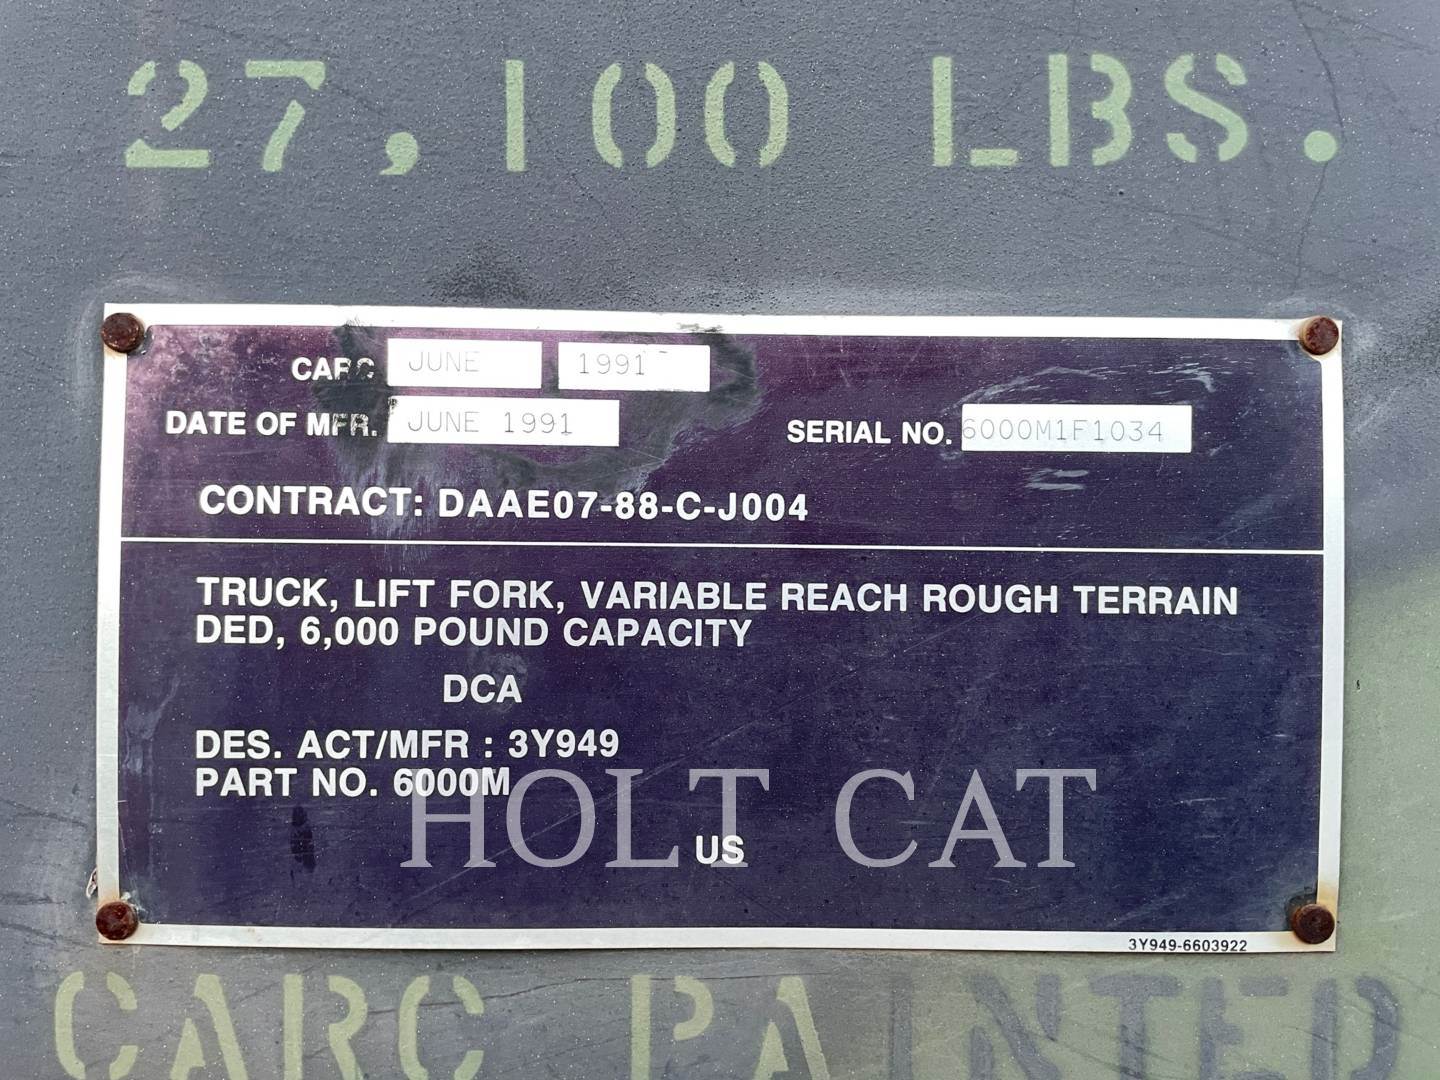 27,100 LBS.
CARC JUNE 1991
DATE OF MFR. JUNE 1991 SERIAL NO. 6000M1F1034
CONTRACT: DAAE07-88-C-J004
TRUCK, LIFT FORK, VARIABLE REACH ROUGH TERRAIN
DED, 6,000 POUND CAPACITY
DCA
DES. ACT/MFR : 3Y949
PART NO. 6000M
HOLT CAT
US
3Y949-6603922
CARC PAINTED